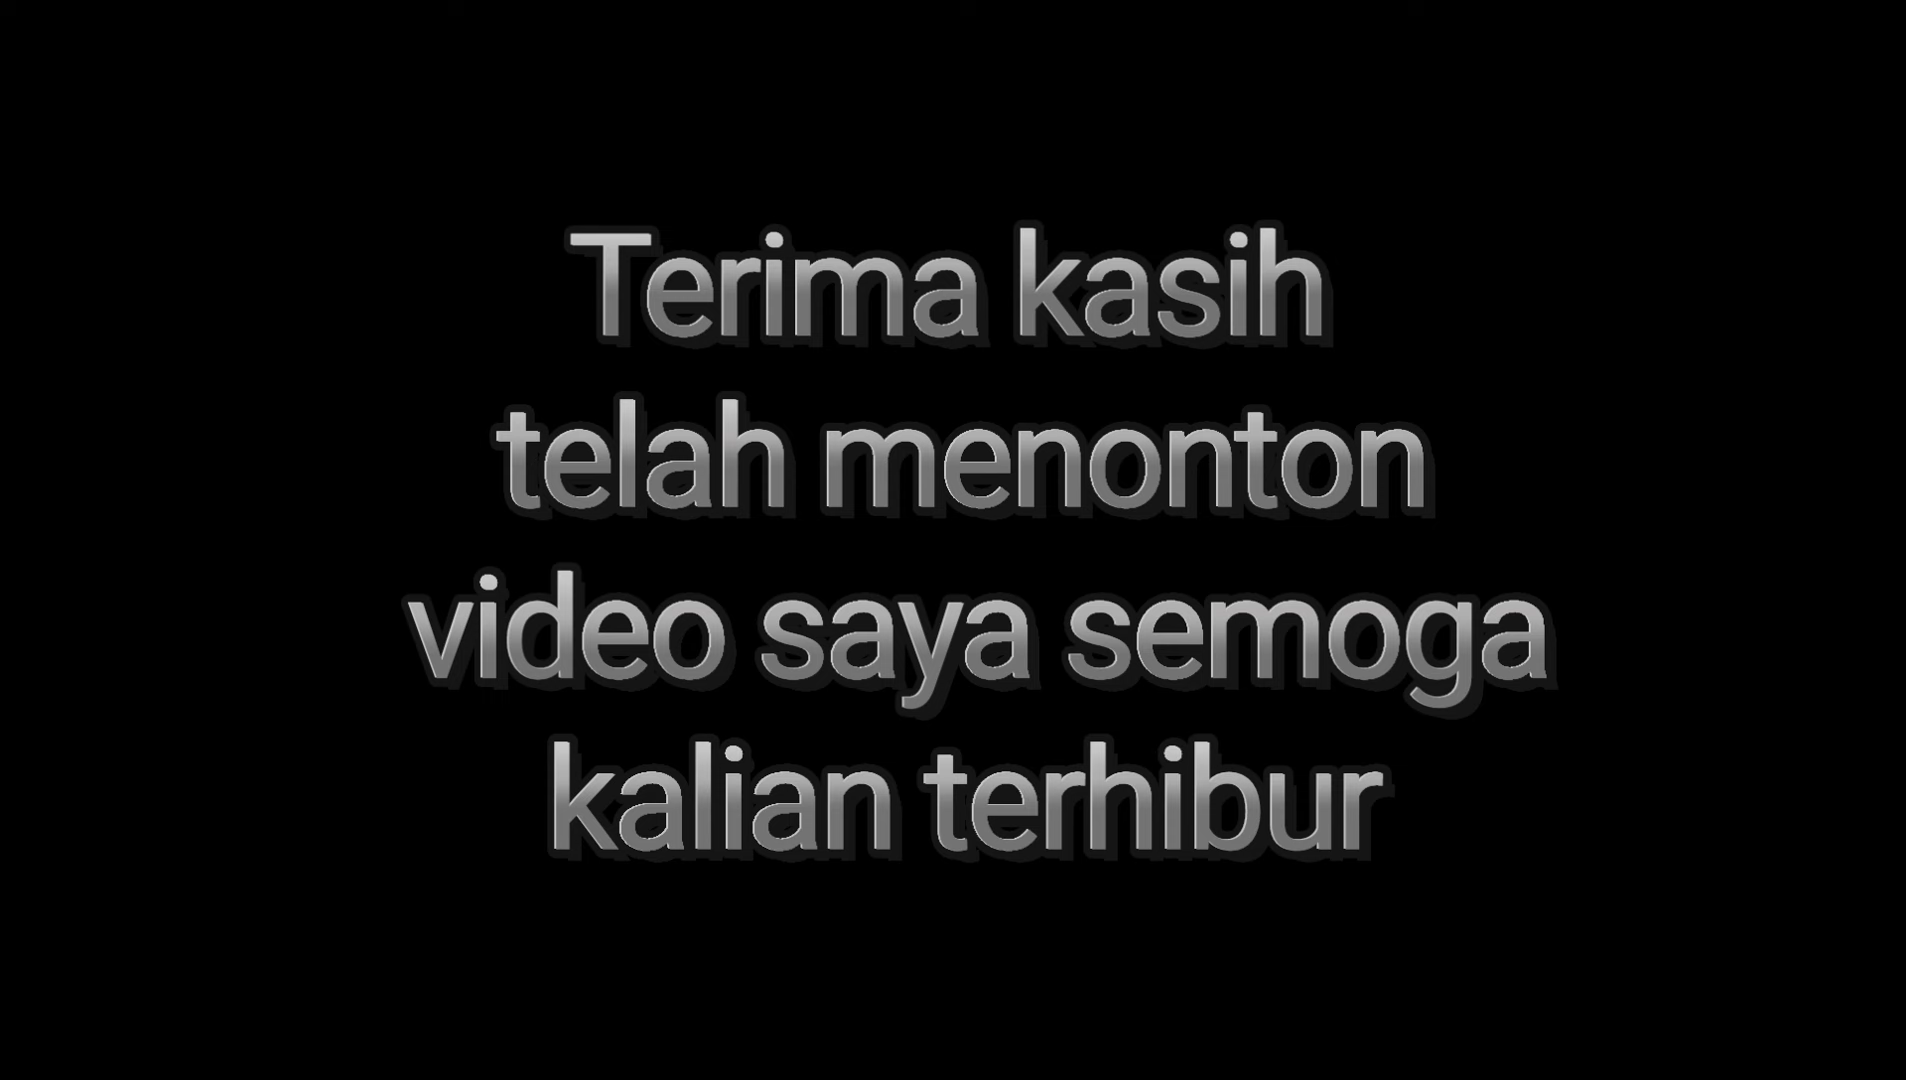 Terima kasih
telah menonton
video saya semoga
kalian terhibur